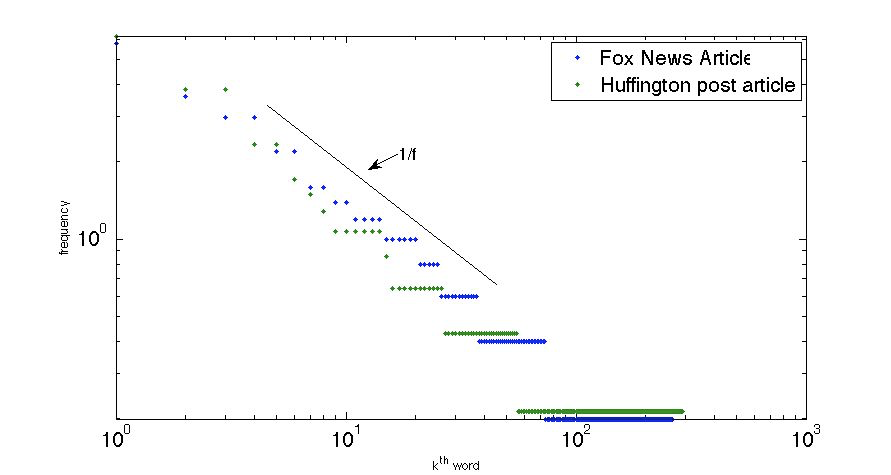 Fox News Article
Huffington post article
1/f
frequency
10^0
10^0
10^1
10^2
10^3
k^th word